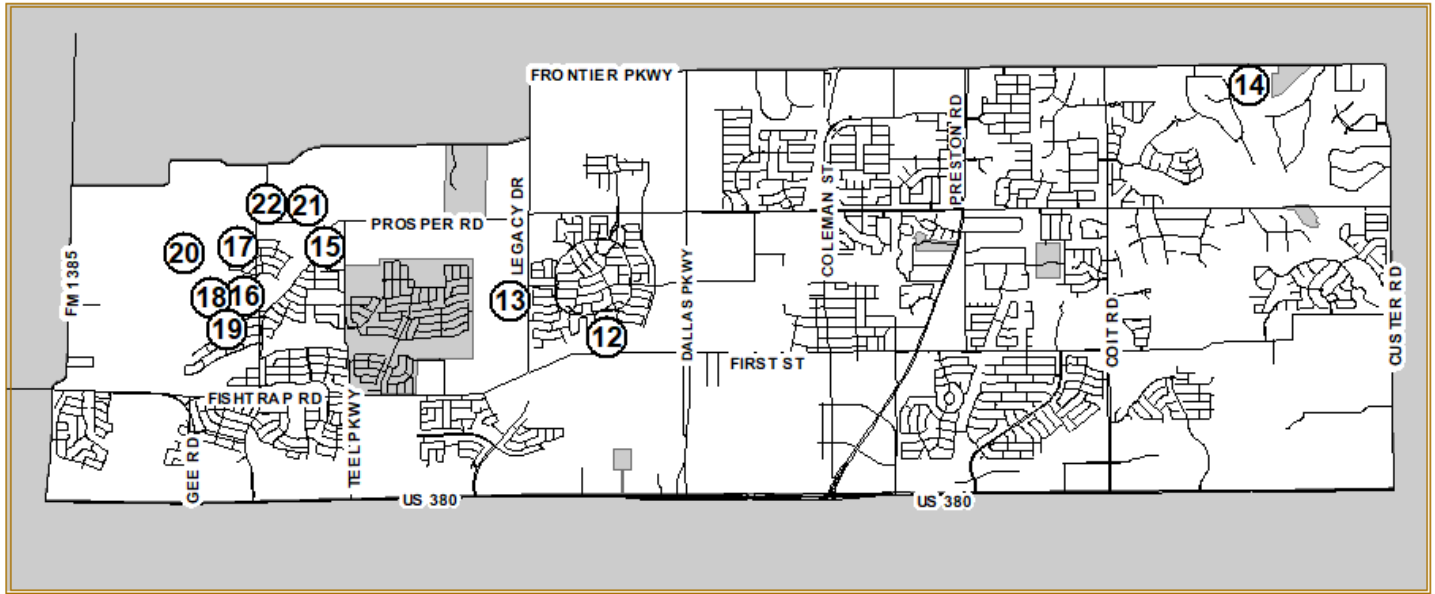 FRONTIER PKWY
14
PRESTON RD
COLEMAN ST
22
21
LEGACY DR
PROSPER RD
20
17
15
FM 1385
18
16
13
19
12
DALLAS PKWY
FIRST ST
COIT RD
CUSTER RD
FISHTRAP RD
TEEL PKWY
GEE RD
US 380
US 380